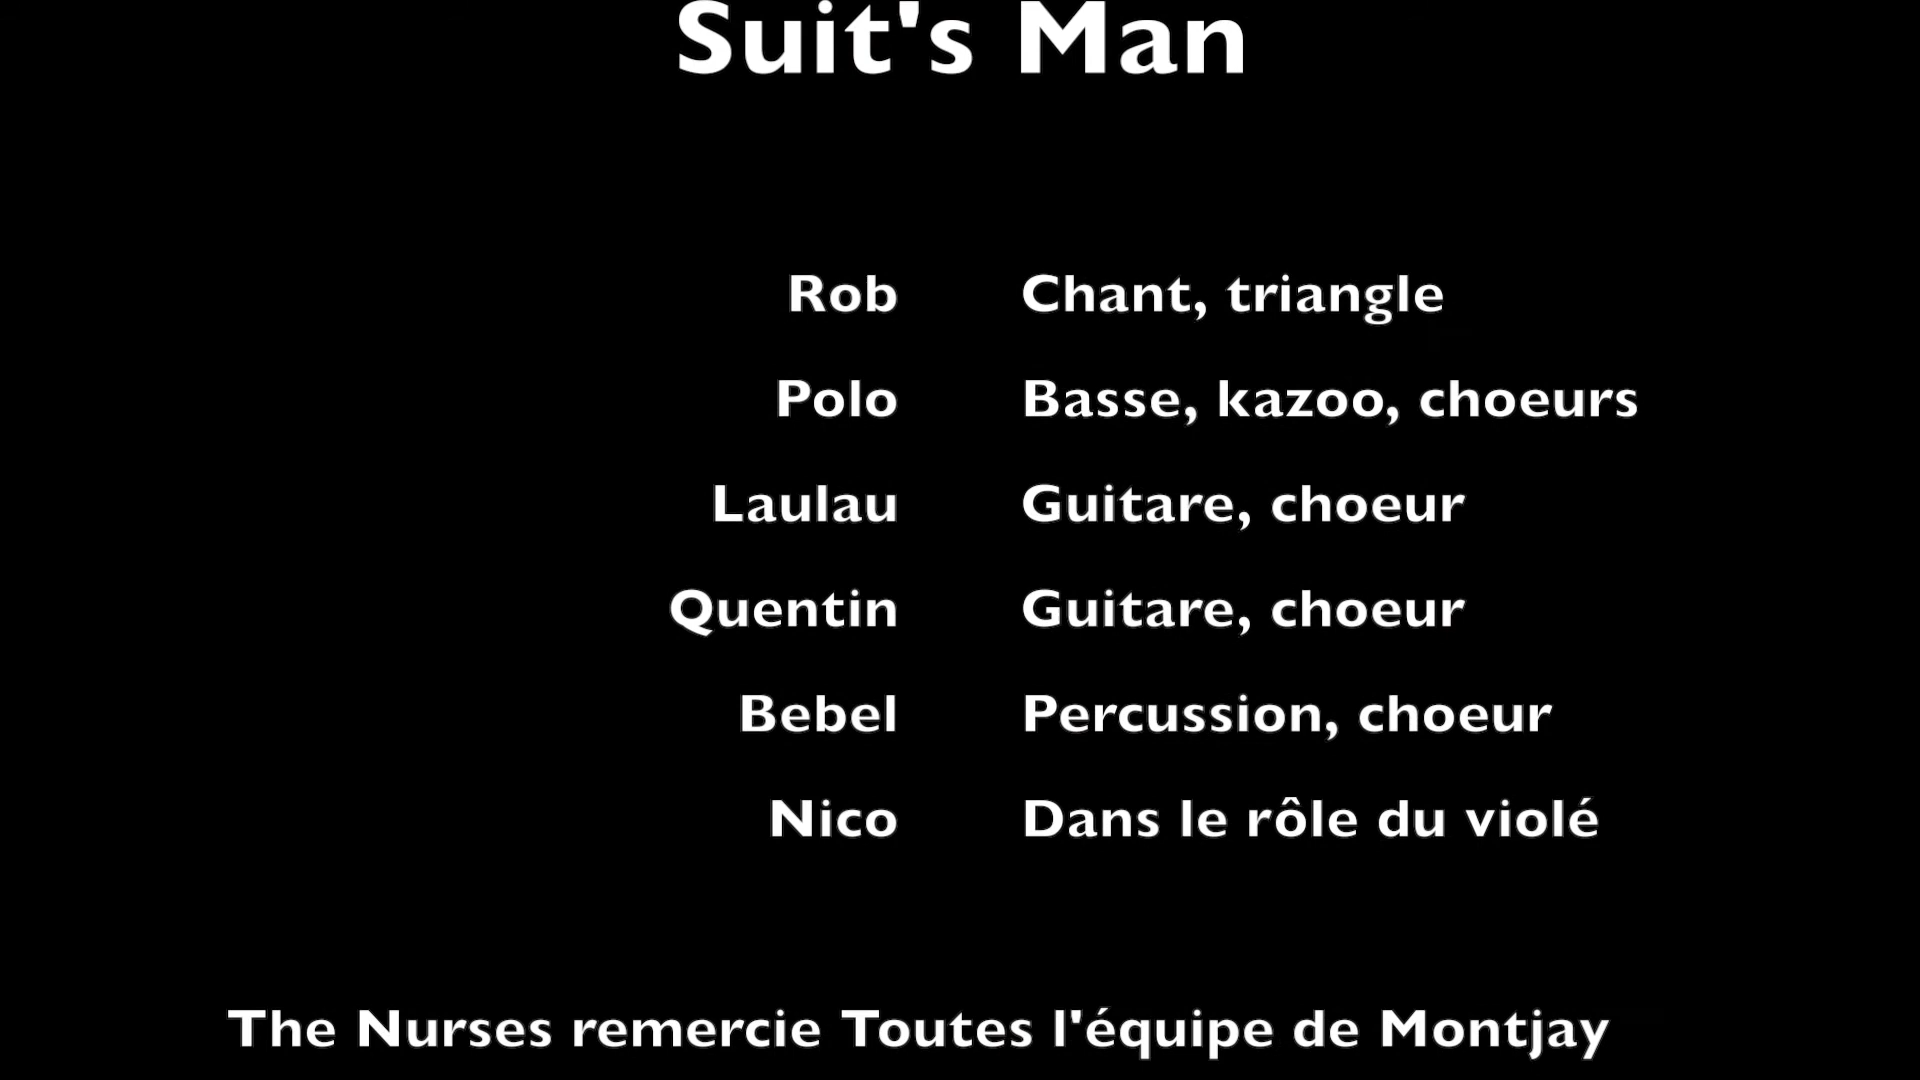 Suit's Man
Rob Chant, triangle
Polo Basse, kazoo, choeurs
Laulau Guitare, choeur
Quentin Guitare, choeur
Bebel Percussion, choeur
Nico Dans le rôle du violé
The Nurses remercie Toutes l'équipe de Montjay